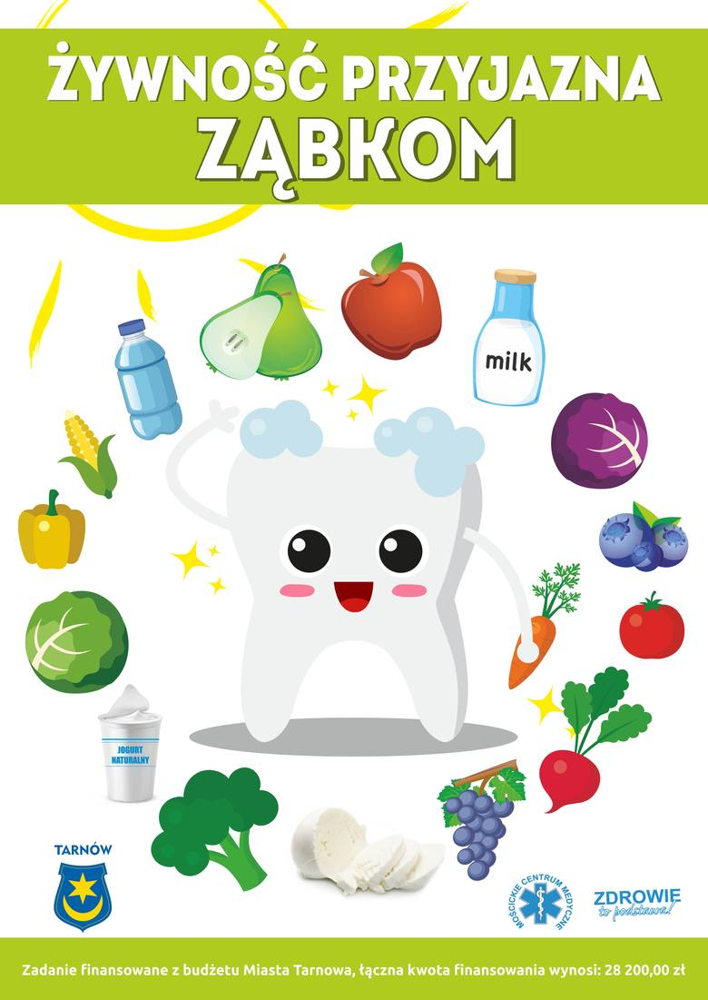 ŻYWNOŚĆ PRZYJAZNA
ZĄBKOM
milk
JOGURT
NATURALNY
TARNÓW
MOŚCICKIE CENTRUM MEDYCZNE
ZDROWIE
to podstawa!
Zadanie finansowane z budżetu Miasta Tarnowa, łączna kwota finansowania wynosi: 28 200,00 zł